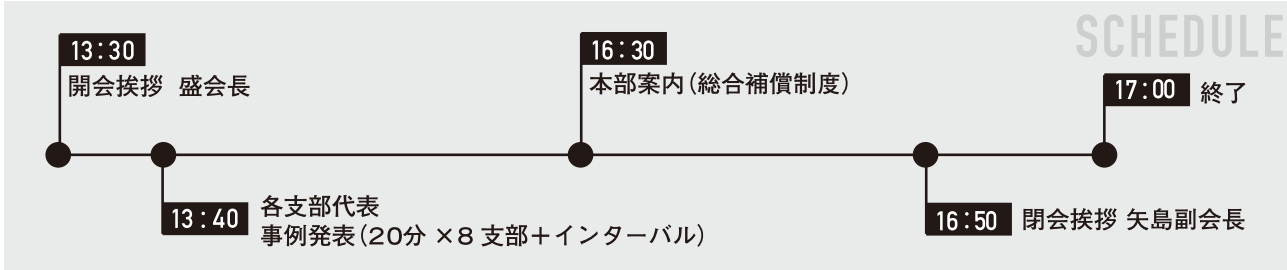 SCHEDULE
13:30
開会挨拶 盛会長
13:40
各支部代表
事例発表(20分 ×8 支部+インターバル)
16:30
本部案内(総合補償制度)
16:50
閉会挨拶 矢島副会長
17:00
終了